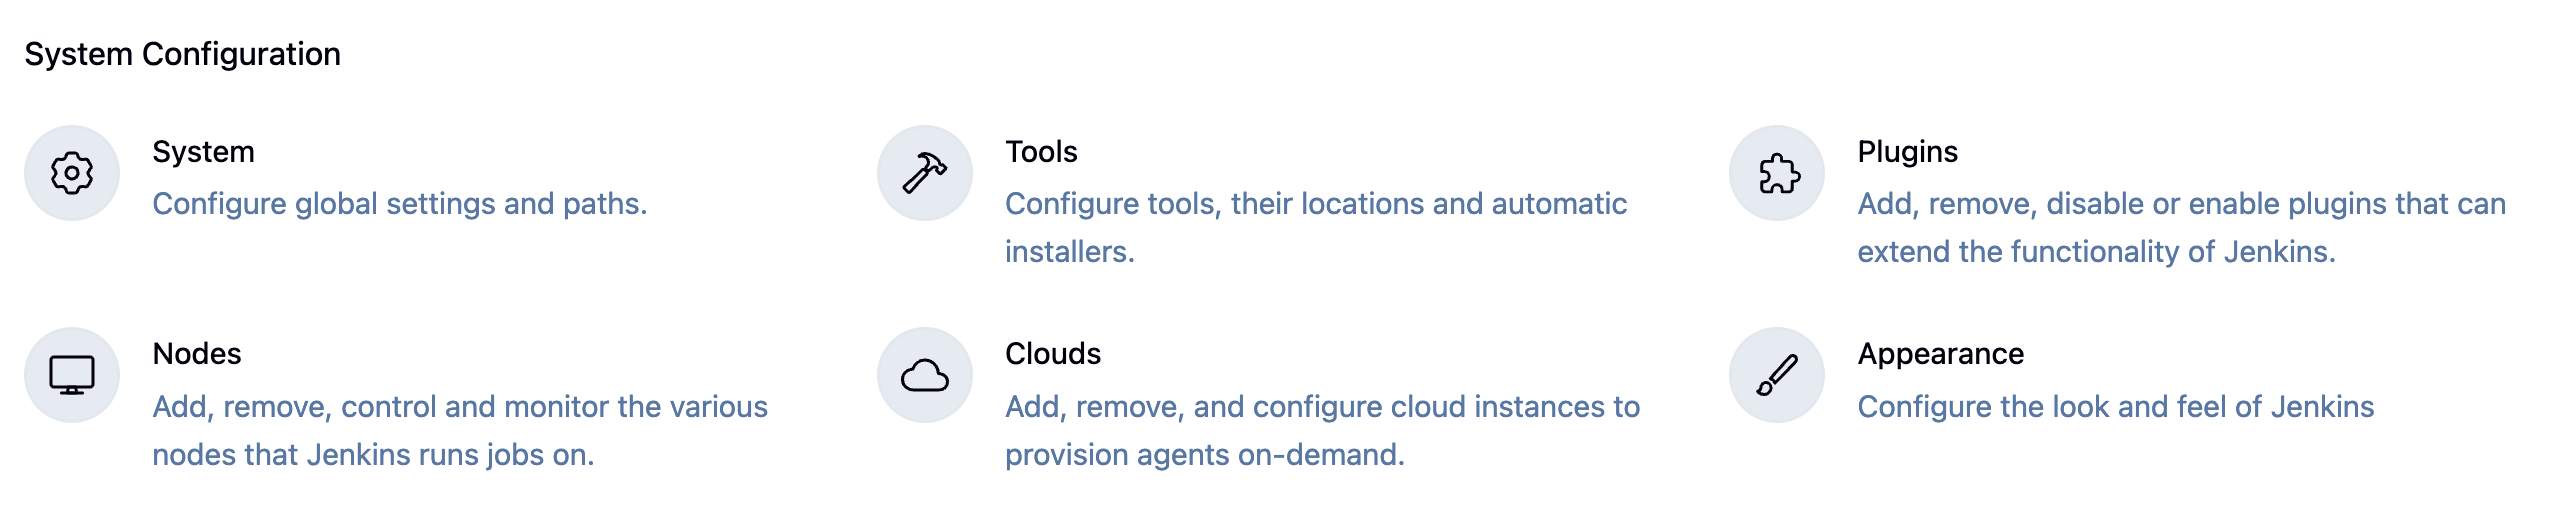 System Configuration
System
Configure global settings and paths.
Tools
Configure tools, their locations and automatic
installers.
Plugins
Add, remove, disable or enable plugins that can
extend the functionality of Jenkins.
Nodes
Add, remove, control and monitor the various
nodes that Jenkins runs jobs on.
Clouds
Add, remove, and configure cloud instances to
provision agents on-demand.
Appearance
Configure the look and feel of Jenkins